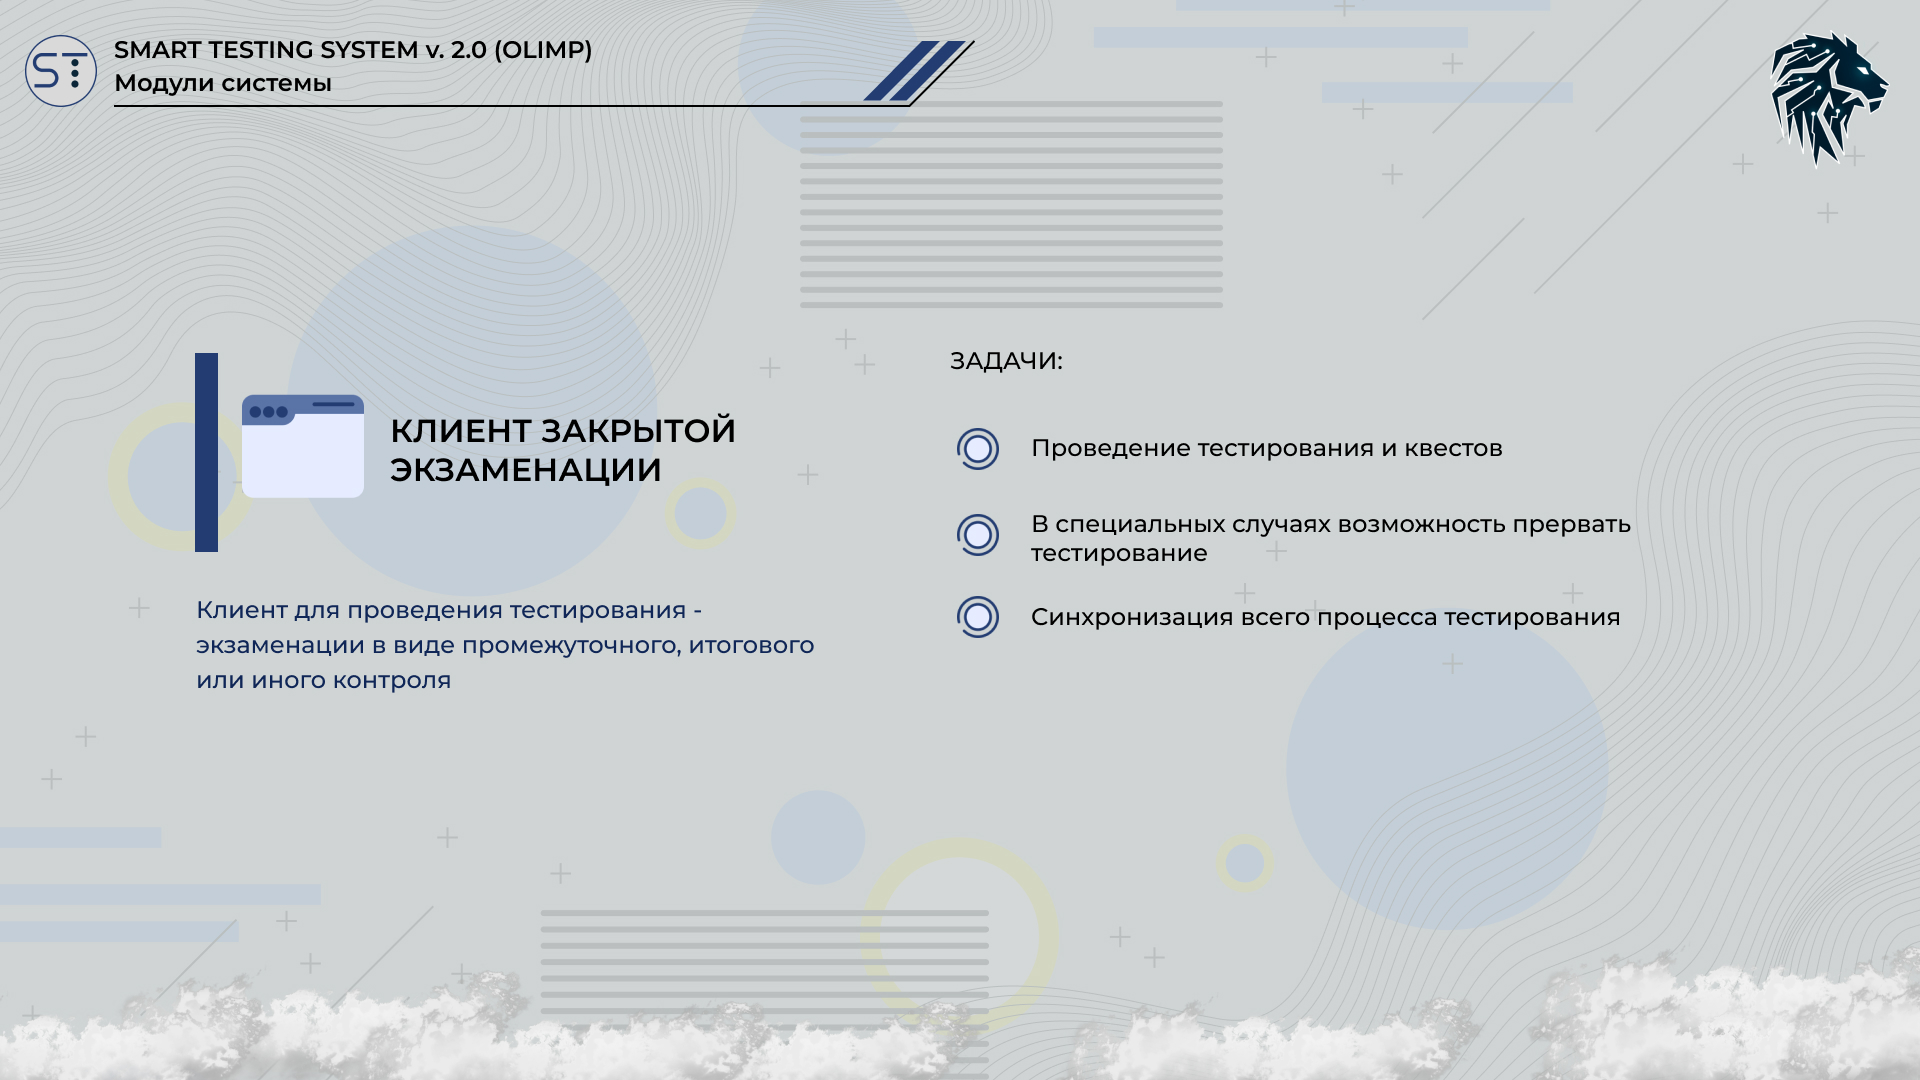 ST
SMART TESTING SYSTEM v. 2.0 (OLIMP)
Модули системы
КЛИЕНТ ЗАКРЫТОЙ
ЭКЗАМЕНАЦИИ
Клиент для проведения тестирования -
экзаменации в виде промежуточного, итогового
или иного контроля
ЗАДАЧИ:
Проведение тестирования и квестов
В специальных случаях возможность прервать
тестирование
Синхронизация всего процесса тестирования